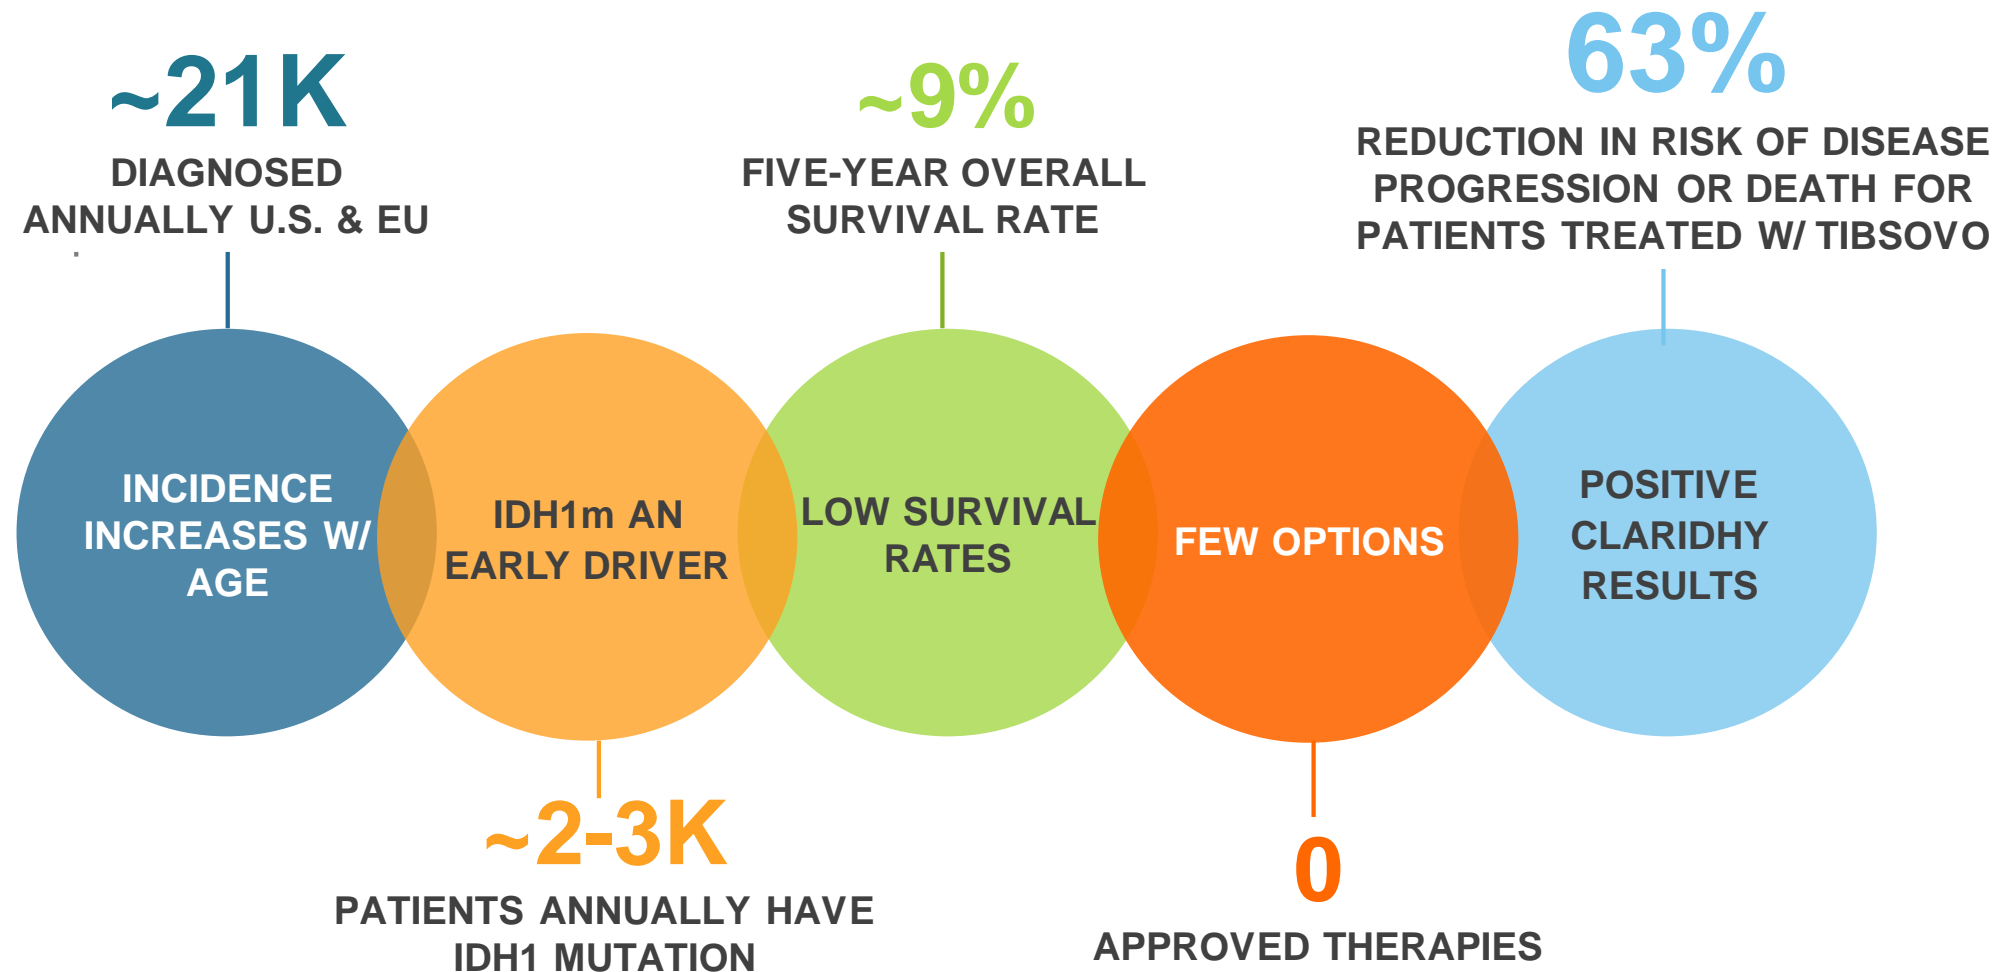 ~21K
DIAGNOSED
ANNUALLY U.S. & EU
~9%
FIVE-YEAR OVERALL
SURVIVAL RATE
63%
REDUCTION IN RISK OF DISEASE
PROGRESSION OR DEATH FOR
PATIENTS TREATED W/ TIBSOVO
INCIDENCE
INCREASES W/
AGE
IDH1m AN
EARLY DRIVER
LOW SURVIVAL
RATES
FEW OPTIONS
POSITIVE
CLARIDHY
RESULTS
~2-3K
PATIENTS ANNUALLY HAVE
IDH1 MUTATION
0
APPROVED THERAPIES